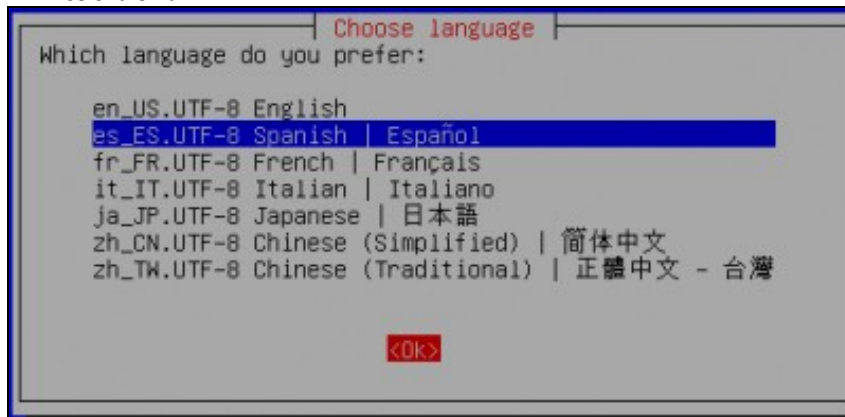 Choose language
Which language do you prefer:
en_US.UTF-8 English
es_ES.UTF-8 Spanish | Español
fr_FR.UTF-8 French | Français
it_IT.UTF-8 Italian | Italiano
ja_JP.UTF-8 Japanese | 日本語
zh_CN.UTF-8 Chinese (Simplified) | 简体中文
zh_TW.UTF-8 Chinese (Traditional) | 正體中文 - 台灣
<Ok>